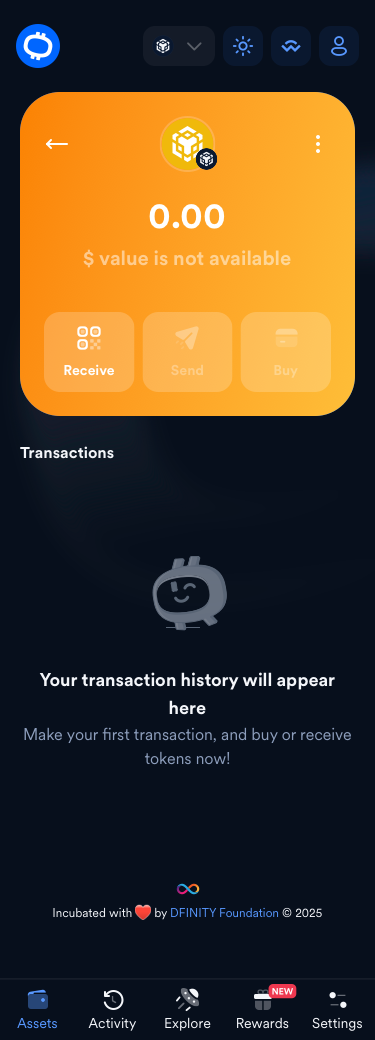 0.00
$ value is not available
Receive
Send
Buy
Transactions
Your transaction history will appear
here
Make your first transaction, and buy or receive
tokens now!
Incubated with ❤️ by DFINITY Foundation © 2025
NEW
Assets
Activity
Explore
Rewards
Settings